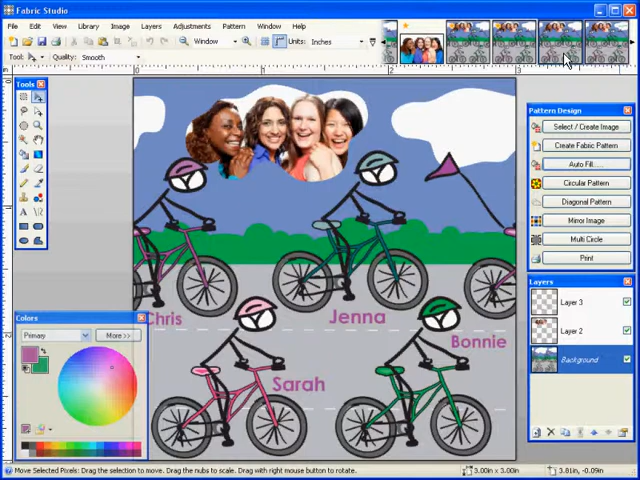 Fabric Studio
File Edit View Library Image Layers Adjustments Pattern Window Help
Window Units: Inches
Tool: Quality: Smooth
1 2 3
Tools
Pattern Design
Select / Create Image
Create Fabric Pattern
Auto Fill....
Circular Pattern
Diagonal Pattern
Mirror Image
Multi Circle
Print
Layers
Layer 3
Layer 2
Background
Colors
Primary More >>
Chris
Jenna
Bonnie
Sarah
Move Selected Pixels: Drag the selection to move. Drag the nubs to scale. Drag with right mouse button to rotate. 3.00in x 3.00in 3.81in, -0.09in